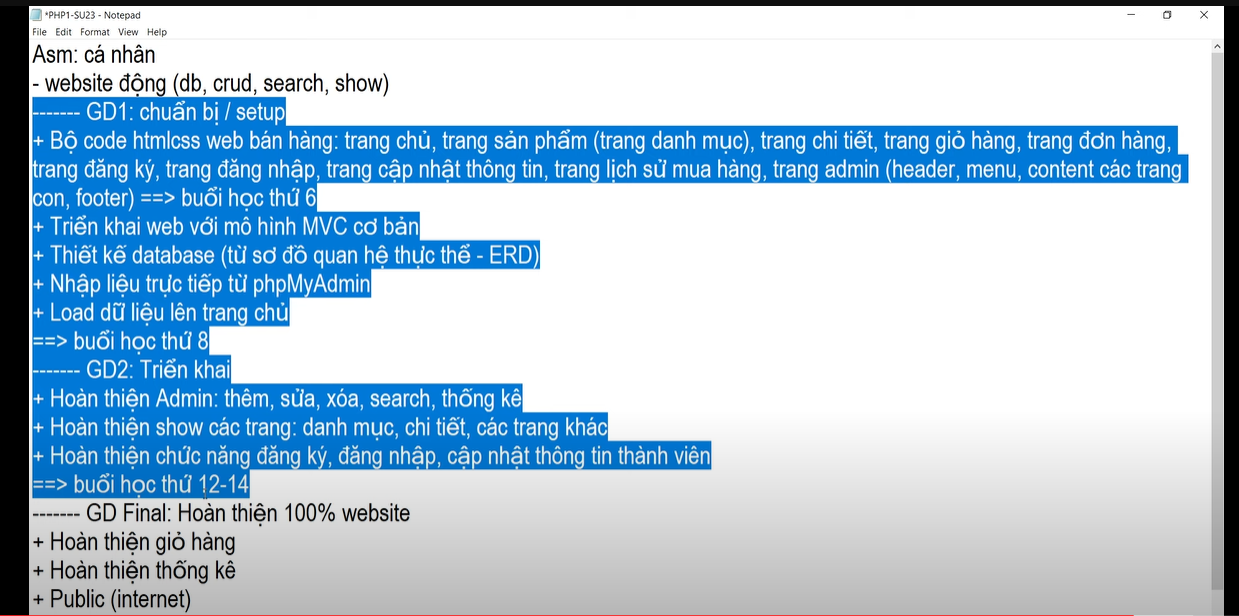 *PHP1-SU23 - Notepad
File Edit Format View Help
Asm: cá nhân
- website động (db, crud, search, show)
------- GD1: chuẩn bị / setup
+ Bộ code htmlcss web bán hàng: trang chủ, trang sản phẩm (trang danh mục), trang chi tiết, trang giỏ hàng, trang đơn hàng,
trang đăng ký, trang đăng nhập, trang cập nhật thông tin, trang lịch sử mua hàng, trang admin (header, menu, content các trang
con, footer) ==> buổi học thứ 6
+ Triển khai web với mô hình MVC cơ bản
+ Thiết kế database (từ sơ đồ quan hệ thực thể - ERD)
+ Nhập liệu trực tiếp từ phpMyAdmin
+ Load dữ liệu lên trang chủ
==> buổi học thứ 8
------- GD2: Triển khai
+ Hoàn thiện Admin: thêm, sửa, xóa, search, thống kê
+ Hoàn thiện show các trang: danh mục, chi tiết, các trang khác
+ Hoàn thiện chức năng đăng ký, đăng nhập, cập nhật thông tin thành viên
==> buổi học thứ 12-14
------- GD Final: Hoàn thiện 100% website
+ Hoàn thiện giỏ hàng
+ Hoàn thiện thống kê
+ Public (internet)